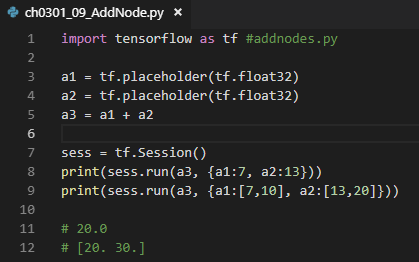 ch0301_09_AddNode.py ×
1 import tensorflow as tf #addnodes.py
2
3 a1 = tf.placeholder(tf.float32)
4 a2 = tf.placeholder(tf.float32)
5 a3 = a1 + a2
6
7 sess = tf.Session()
8 print(sess.run(a3, {a1:7, a2:13}))
9 print(sess.run(a3, {a1:[7,10], a2:[13,20]}))
10
11 # 20.0
12 # [20. 30.]